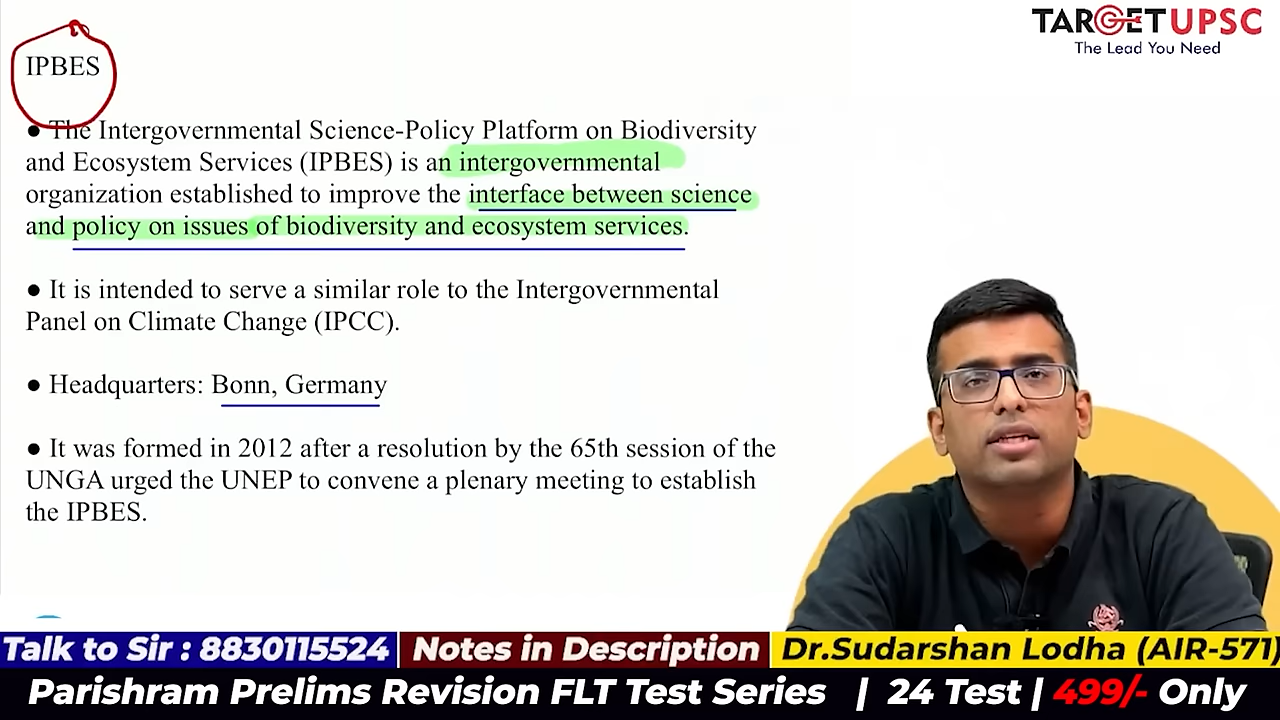 TARGET UPSC
The Lead You Need
IPBES
● The Intergovernmental Science-Policy Platform on Biodiversity
and Ecosystem Services (IPBES) is an intergovernmental
organization established to improve the interface between science
and policy on issues of biodiversity and ecosystem services.
● It is intended to serve a similar role to the Intergovernmental
Panel on Climate Change (IPCC).
● Headquarters: Bonn, Germany
● It was formed in 2012 after a resolution by the 65th session of the
UNGA urged the UNEP to convene a plenary meeting to establish
the IPBES.
Talk to Sir : 8830115524 Notes in Description Dr.Sudarshan Lodha (AIR-571)
Parishram Prelims Revision FLT Test Series | 24 Test | 499/- Only